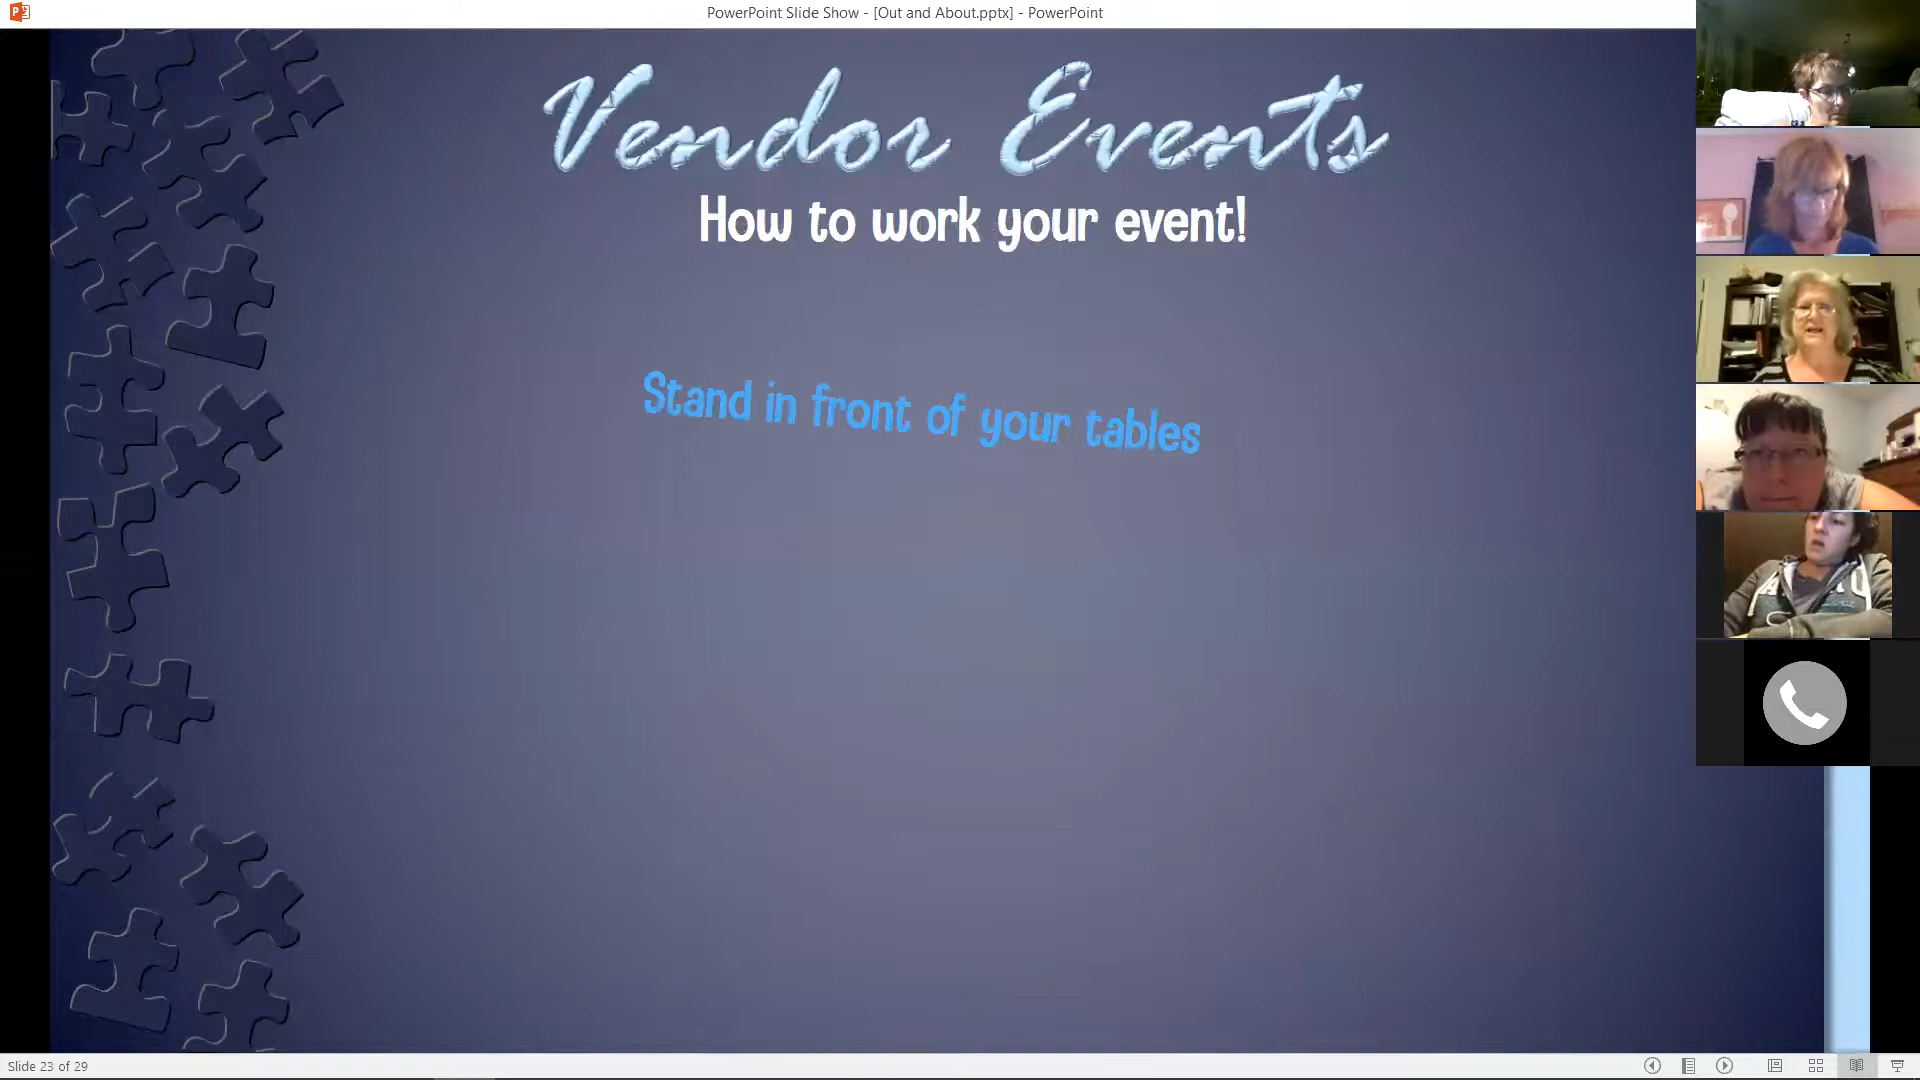 PowerPoint Slide Show - [Out and About.pptx] - PowerPoint
Vendor Events
How to work your event!
Stand in front of your tables
Slide 23 of 29